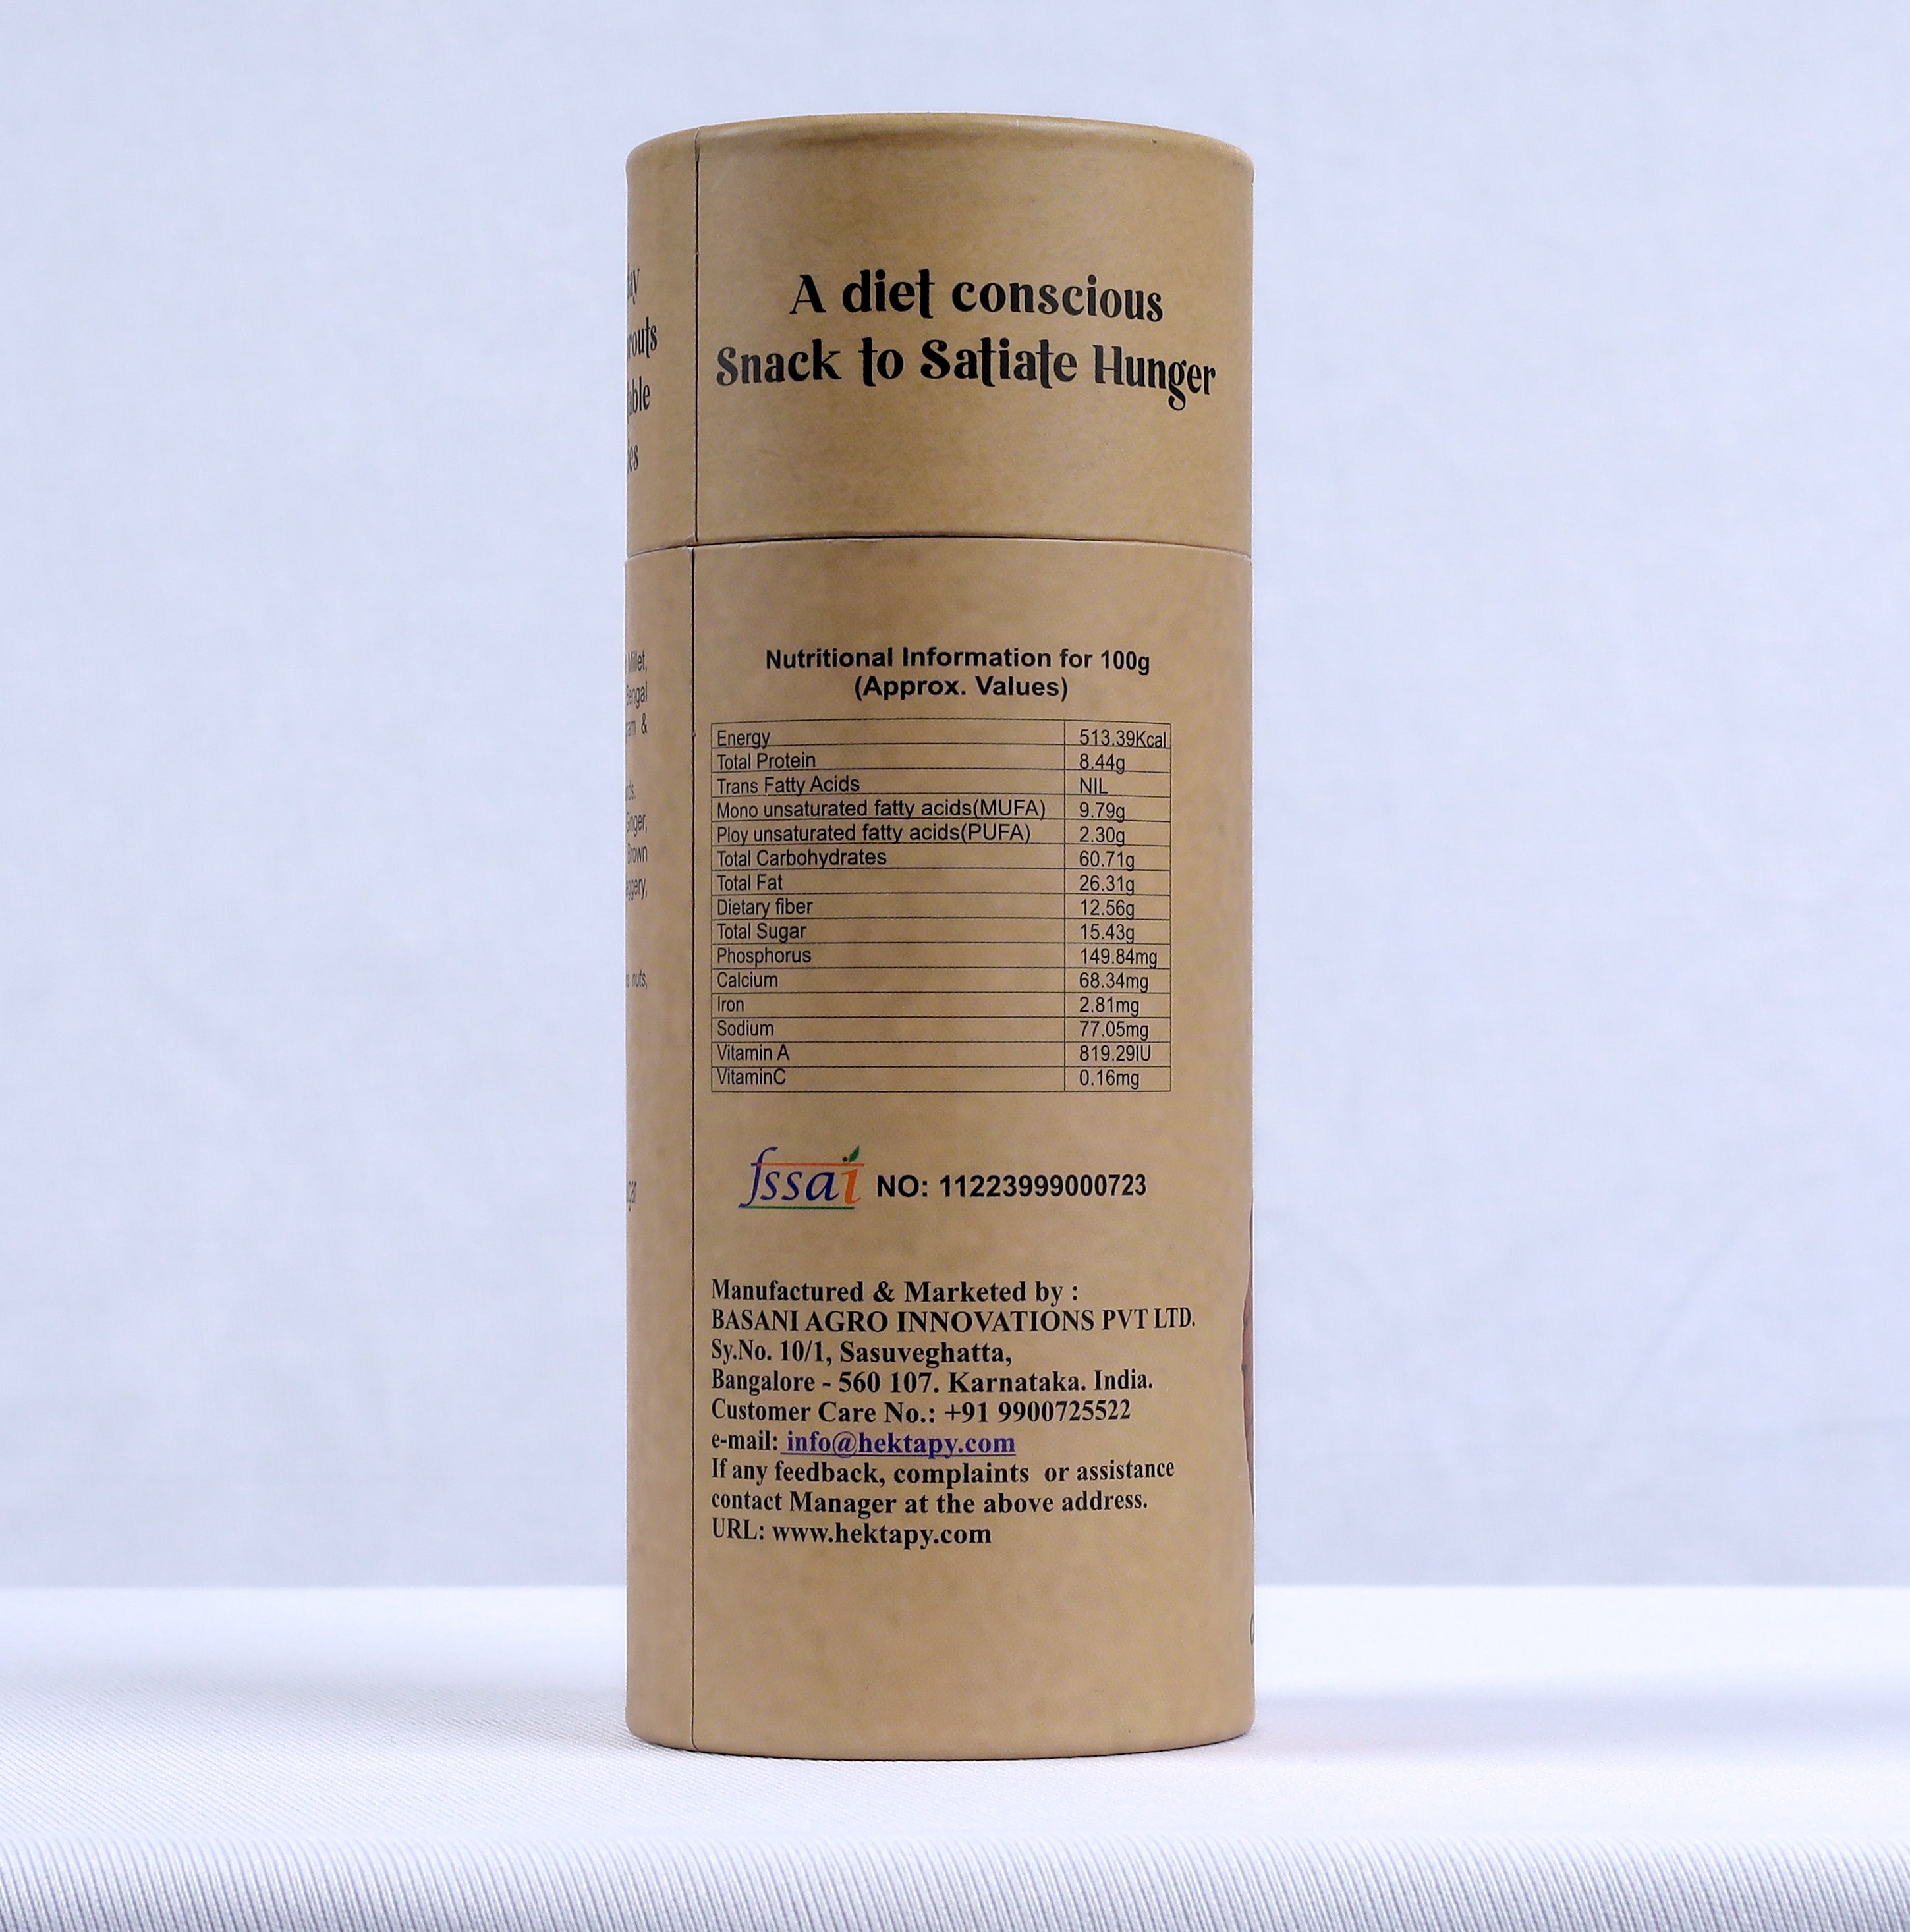 A diet conscious
Snack to Satiate Hunger
Nutritional Information for 100g
(Approx. Values)
Energy 513.39Kcal
Total Protein 8.44g
Trans Fatty Acids NIL
Mono unsaturated fatty acids(MUFA) 9.79g
Ploy unsaturated fatty acids(PUFA) 2.30g
Total Carbohydrates 60.71g
Total Fat 26.31g
Dietary fiber 12.56g
Total Sugar 15.43g
Phosphorus 149.84mg
Calcium 68.34mg
Iron 2.81mg
Sodium 77.05mg
Vitamin A 819.29IU
VitaminC 0.16mg
fssai NO: 11223999000723
Manufactured & Marketed by :
BASANI AGRO INNOVATIONS PVT LTD.
Sy.No. 10/1, Sasuveghatta,
Bangalore - 560 107. Karnataka. India.
Customer Care No.: +91 9900725522
e-mail: info@hektapy.com
If any feedback, complaints or assistance
contact Manager at the above address.
URL: www.hektapy.com
Millet,
Bengal
&
Brown
nuts,